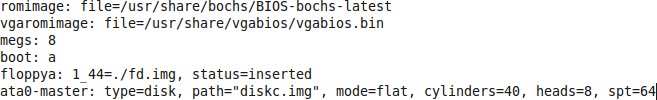 romimage: file=/usr/share/bochs/BIOS-bochs-latest
vgaromimage: file=/usr/share/vgabios/vgabios.bin
megs: 8
boot: a
floppya: 1_44=./fd.img, status=inserted
ata0-master: type=disk, path="diskc.img", mode=flat, cylinders=40, heads=8, spt=64